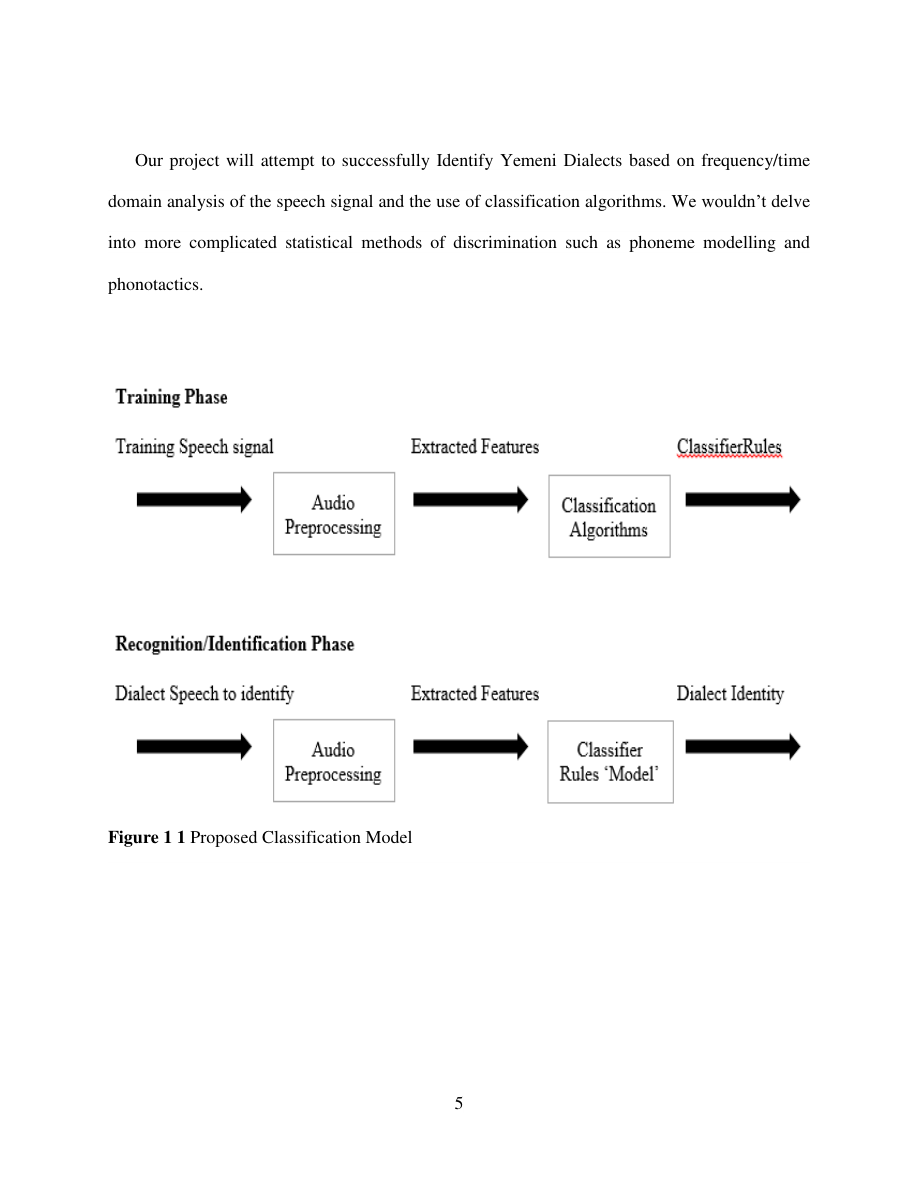 Our project will attempt to successfully Identify Yemeni Dialects based on frequency/time
domain analysis of the speech signal and the use of classification algorithms. We wouldn’t delve
into more complicated statistical methods of discrimination such as phoneme modelling and
phonotactics.
Training Phase
Training Speech signal
Extracted Features
ClassifierRules
Audio
Preprocessing
Classification
Algorithms
Recognition/Identification Phase
Dialect Speech to identify
Extracted Features
Dialect Identity
Audio
Preprocessing
Classifier
Rules ‘Model’
Figure 1 1 Proposed Classification Model
5